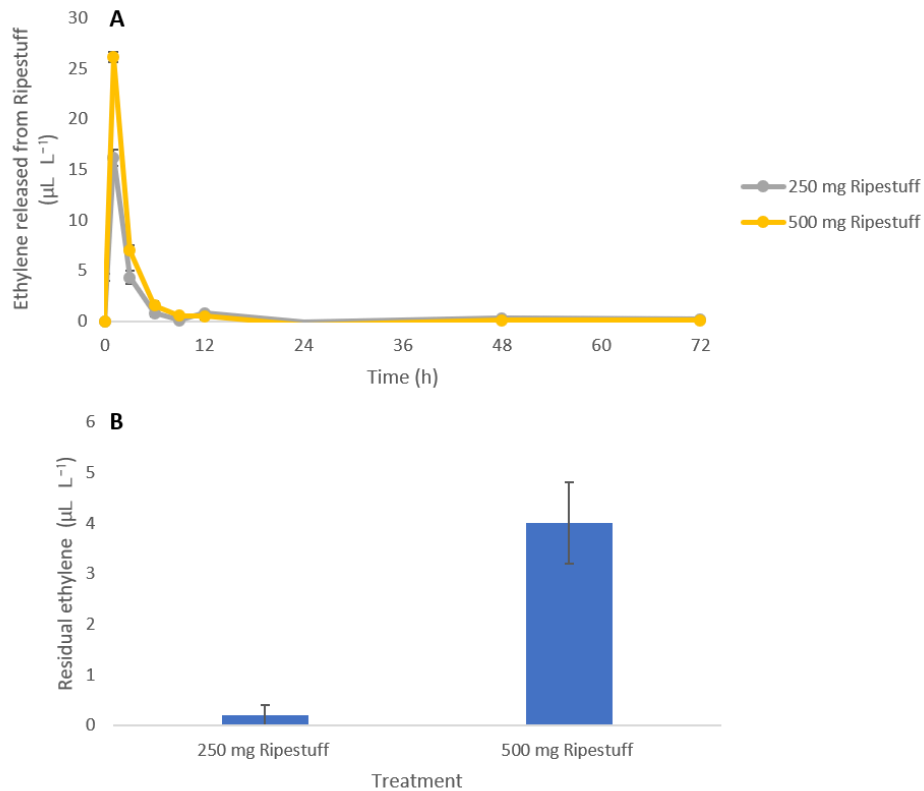 A
30
25
20
15
10
5
0
Ethylene released from Ripestuff
(µL L⁻¹)
0 12 24 36 48 60 72
Time (h)
250 mg Ripestuff
500 mg Ripestuff
B
6
5
4
3
2
1
0
Residual ethylene (µL L⁻¹)
250 mg Ripestuff 500 mg Ripestuff
Treatment